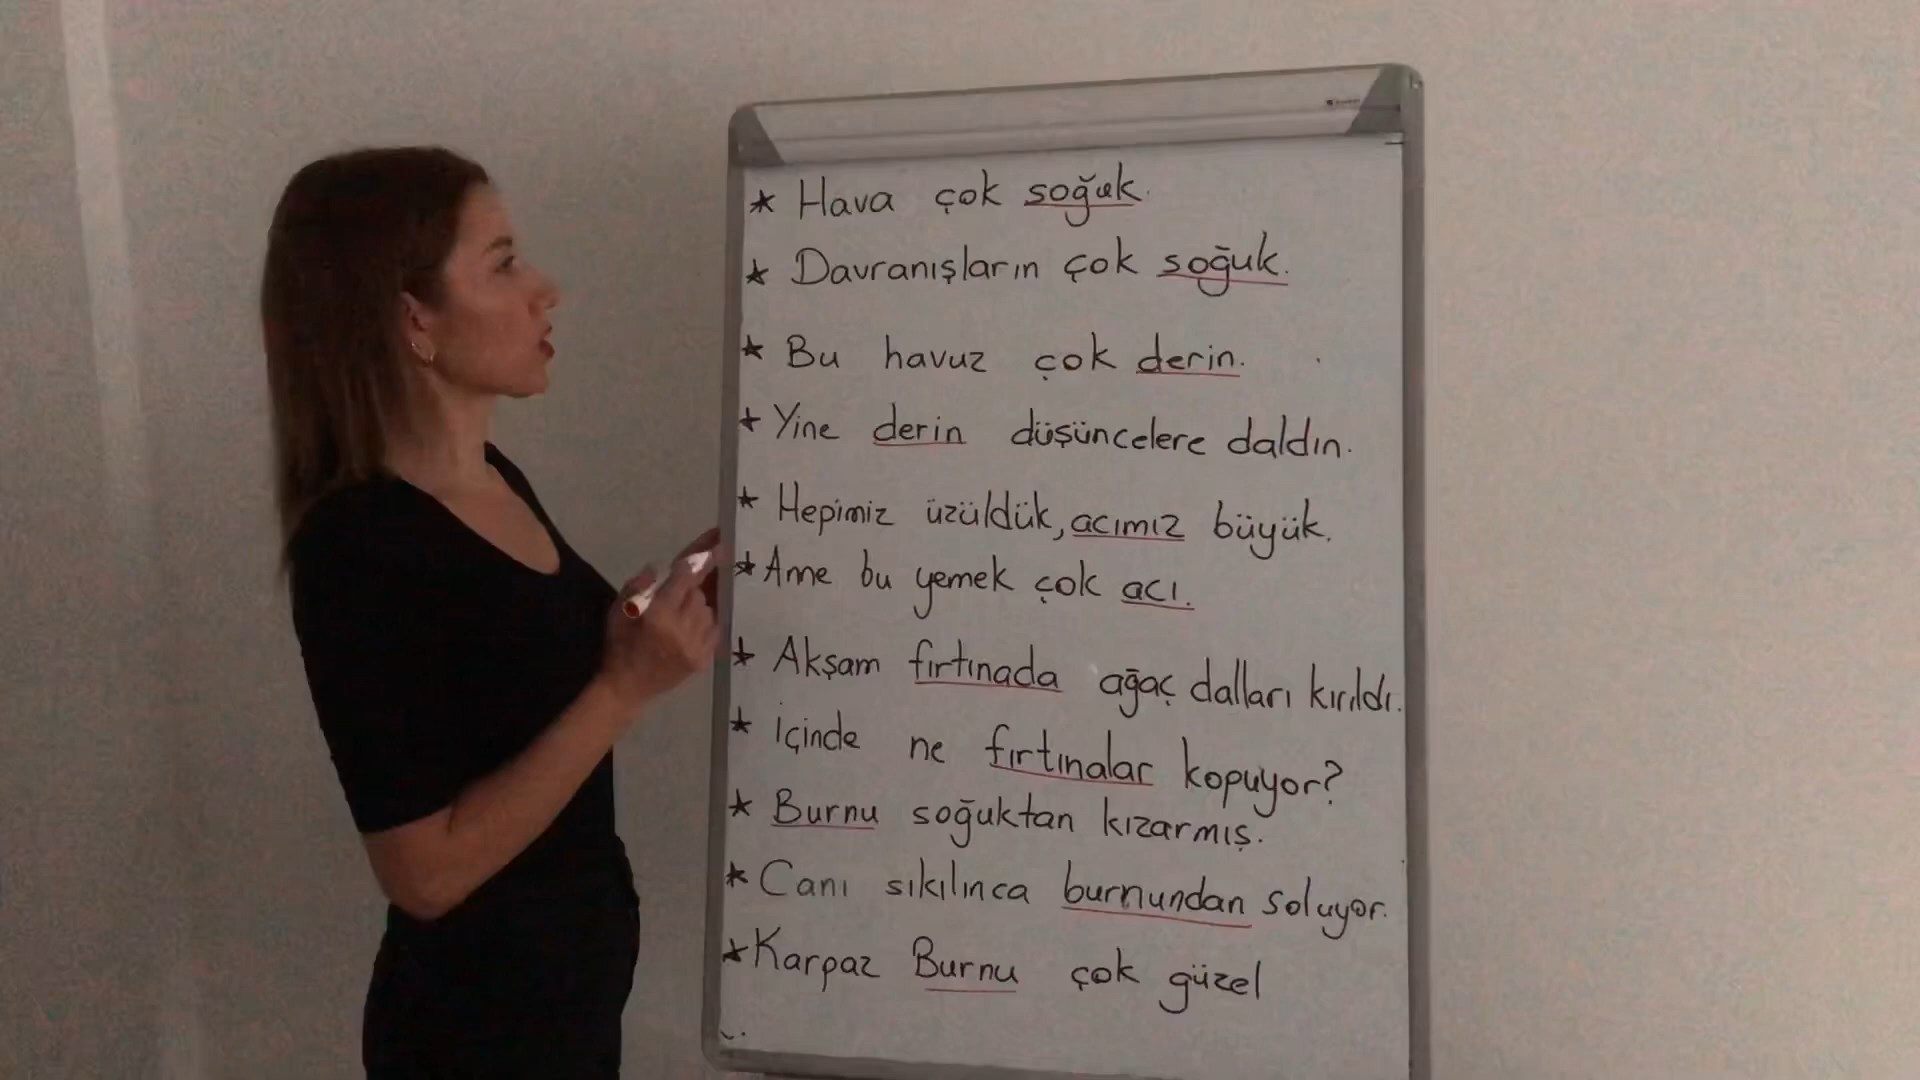 * Hava çok soğuk.
* Davranışların çok soğuk.
* Bu havuz çok derin.
* Yine derin düşüncelere daldın.
* Hepimiz üzüldük, acımız büyük.
* Ame bu yemek çok acı.
* Akşam fırtınada ağaç dalları kırıldı.
* içinde ne fırtınalar kopuyor?
* Burnu soğuktan kızarmış.
* Canı sıkılınca burnundan soluyor.
* Karpaz Burnu çok güzel